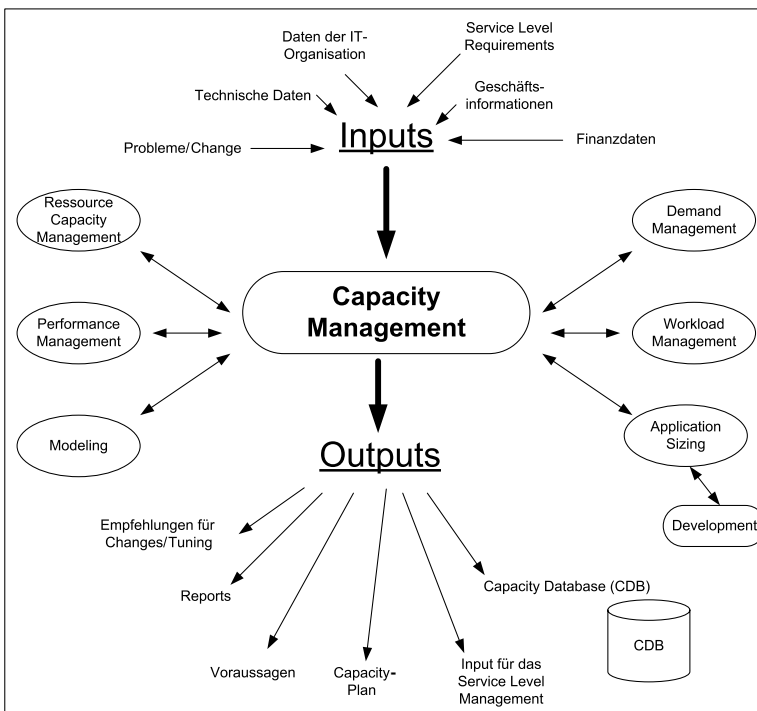 Daten der IT-
Organisation
Service Level
Requirements
Technische Daten
Geschäfts-
informationen
Probleme/Change
Inputs
Finanzdaten
Ressource
Capacity
Management
Demand
Management
Capacity
Management
Performance
Management
Workload
Management
Modeling
Application
Sizing
Outputs
Development
Empfehlungen für
Changes/Tuning
Reports
Capacity Database (CDB)
CDB
Voraussagen
Capacity-
Plan
Input für das
Service Level
Management